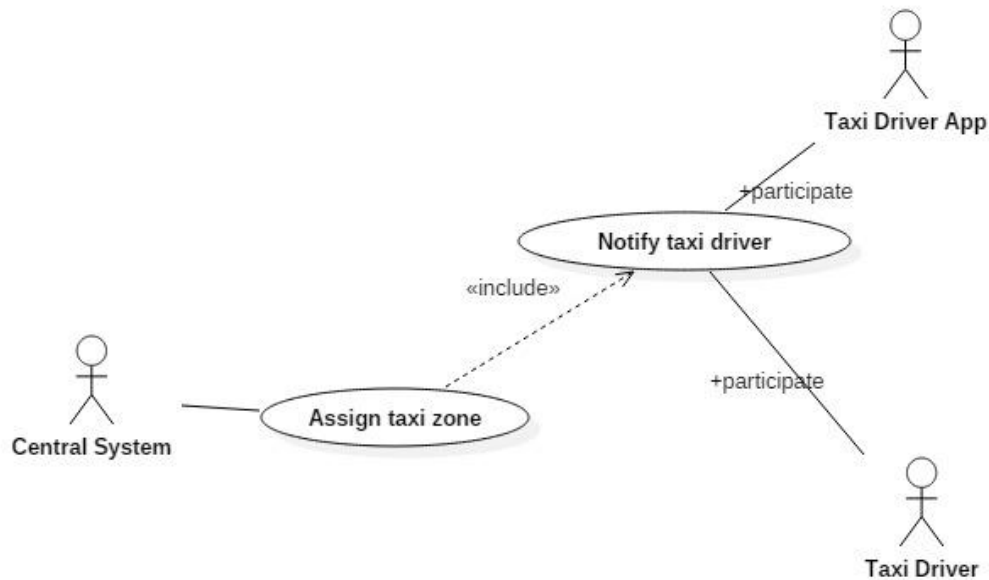 Taxi Driver App
+participate
Notify taxi driver
«include»
+participate
Assign taxi zone
Central System
Taxi Driver